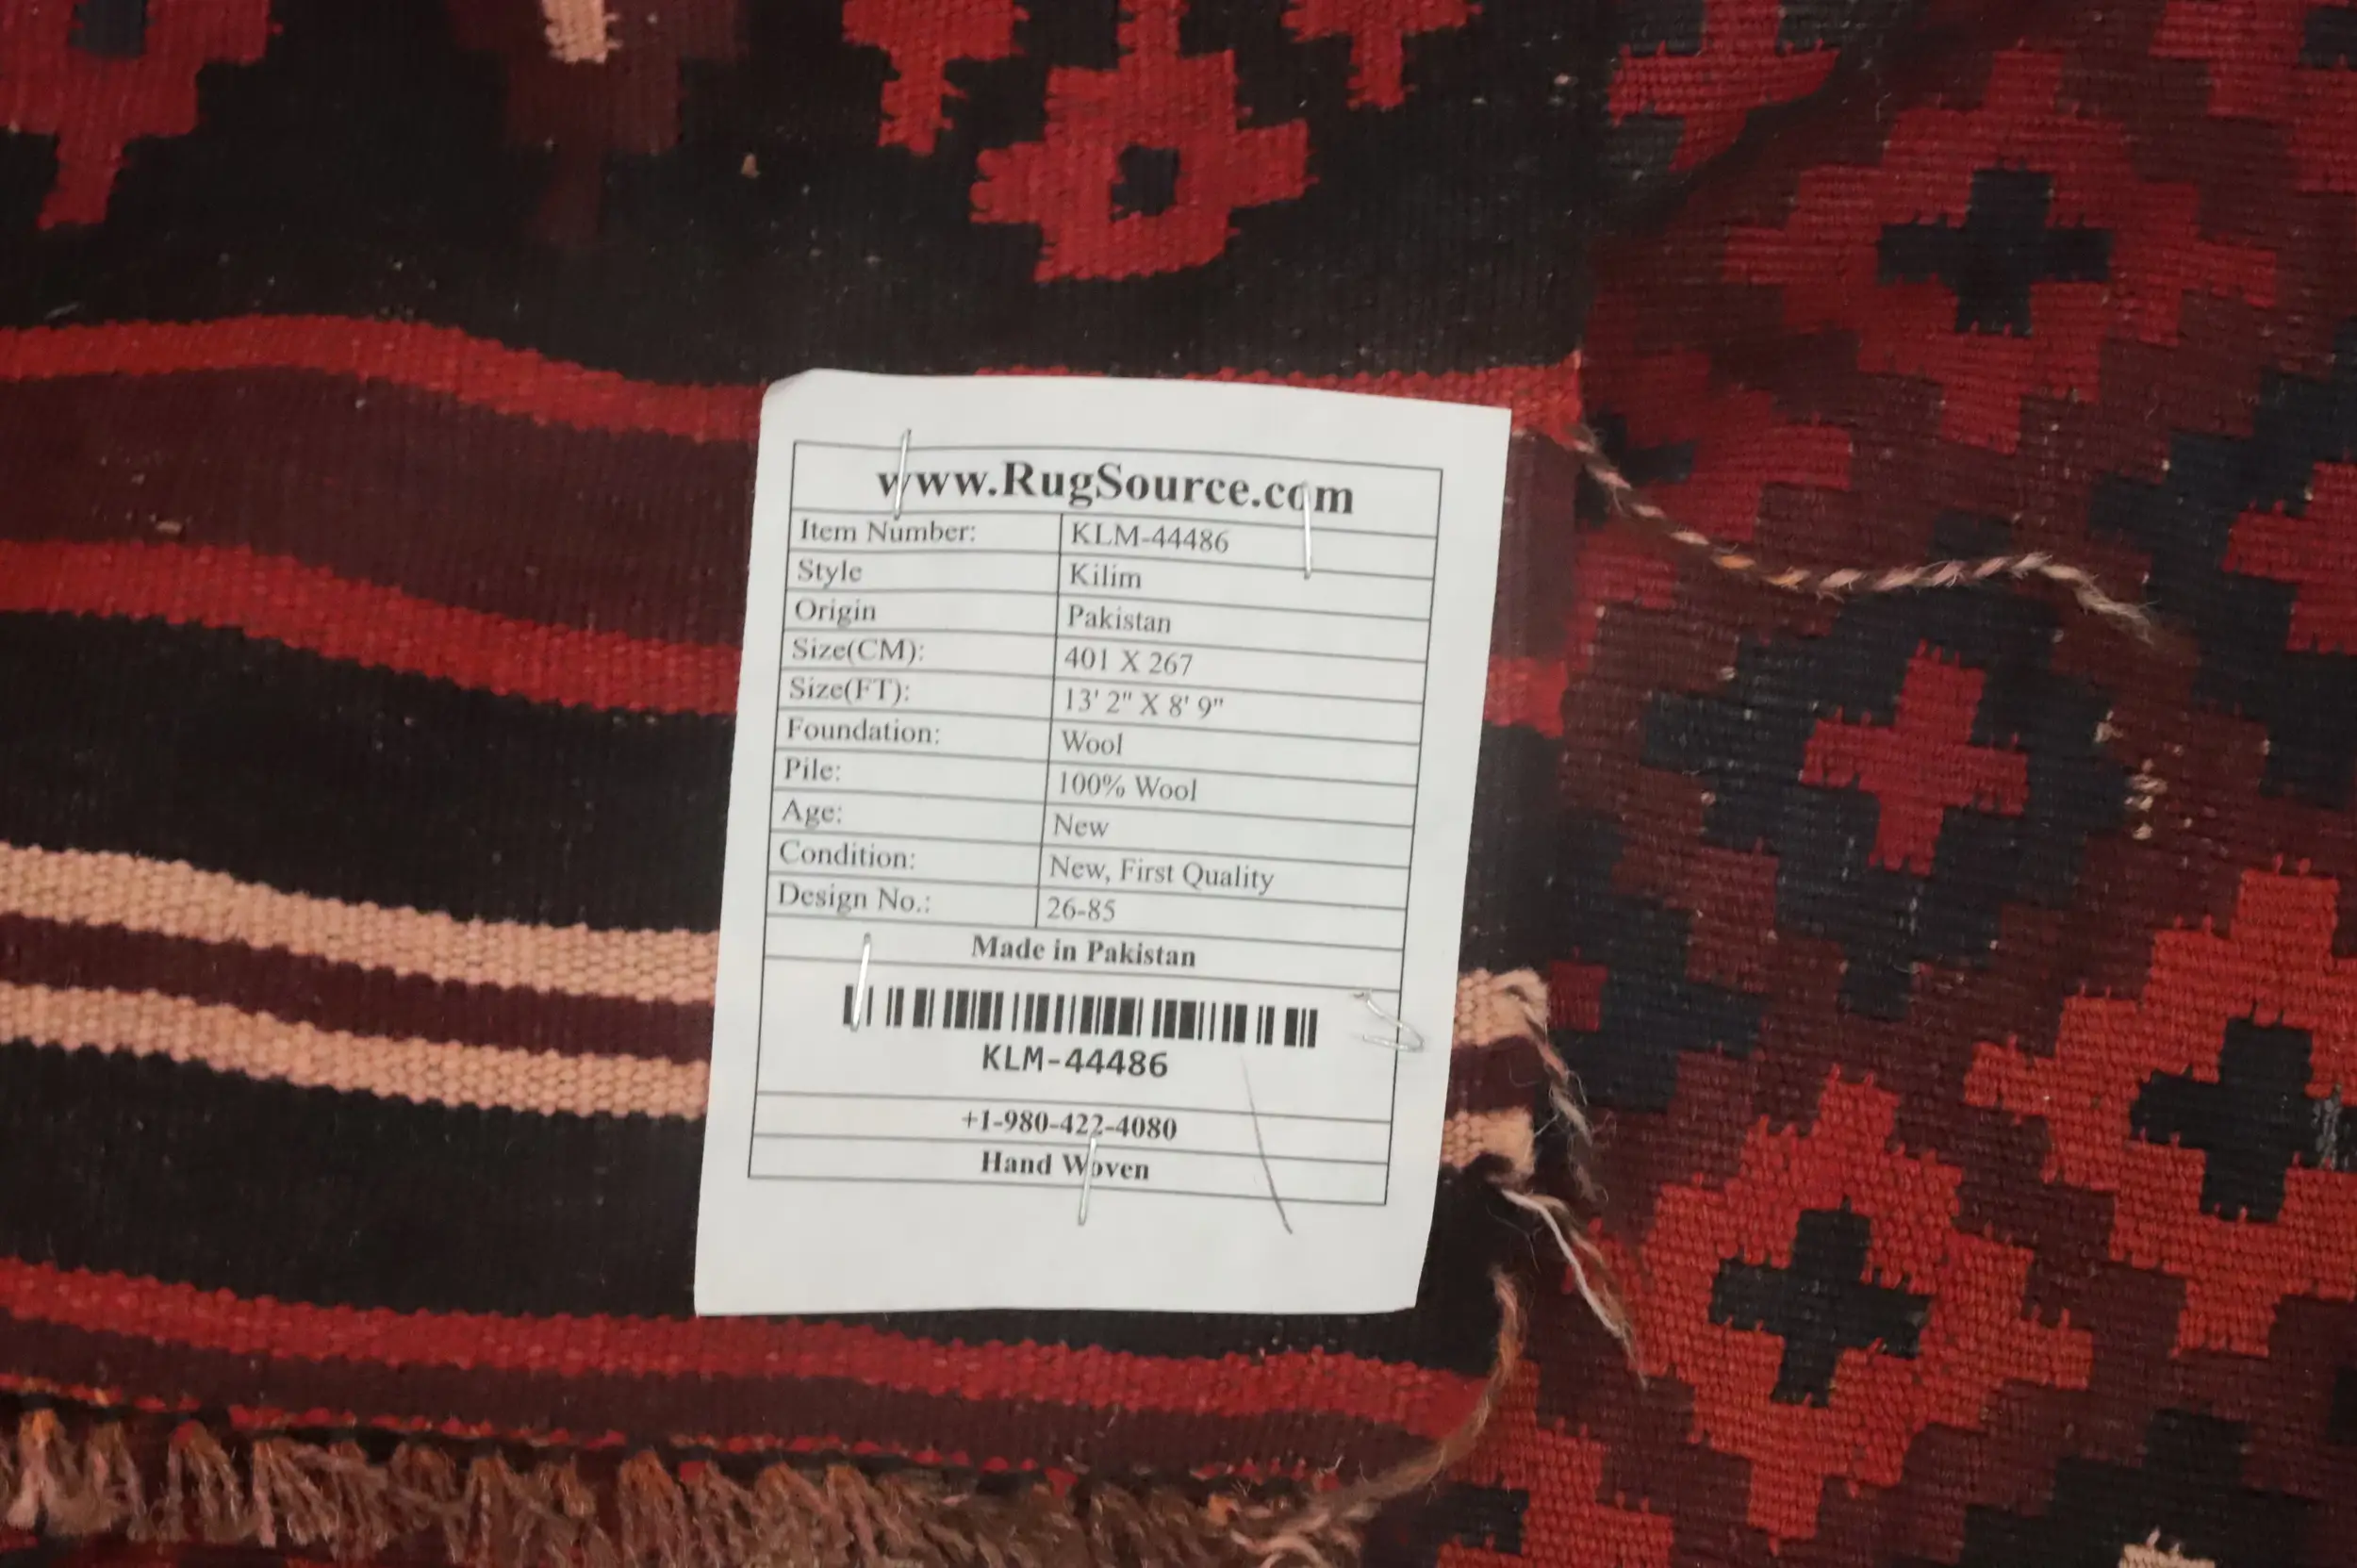 www.RugSource.com
Item Number: KLM-44486
Style Kilim
Origin Pakistan
Size(CM): 401 X 267
Size(FT): 13' 2" X 8' 9"
Foundation: Wool
Pile: 100% Wool
Age: New
Condition: New, First Quality
Design No.: 26-85
Made in Pakistan
KLM-44486
+1-980-422-4080
Hand Woven